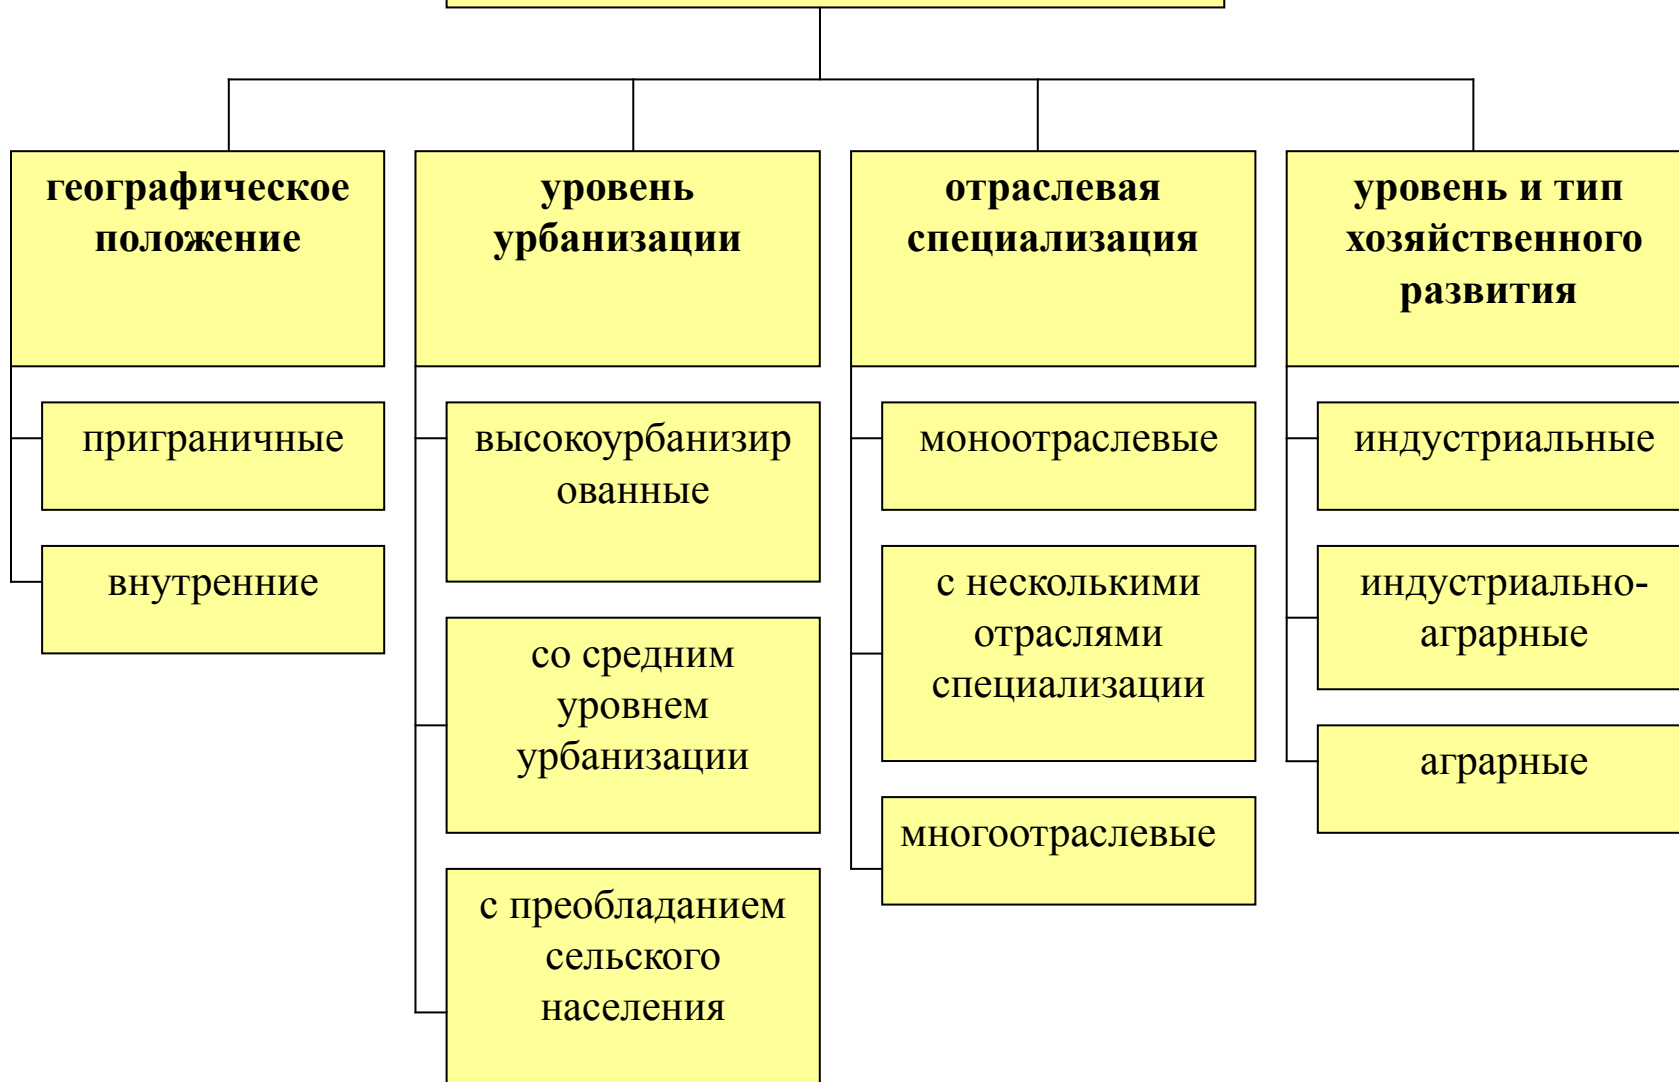 географическое
положение
приграничные
внутренние
уровень
урбанизации
высокоурбанизир
ованные
со средним
уровнем
урбанизации
с преобладанием
сельского
населения
отраслевая
специализация
моноотраслевые
с несколькими
отраслями
специализации
многоотраслевые
уровень и тип
хозяйственного
развития
индустриальные
индустриально-
аграрные
аграрные